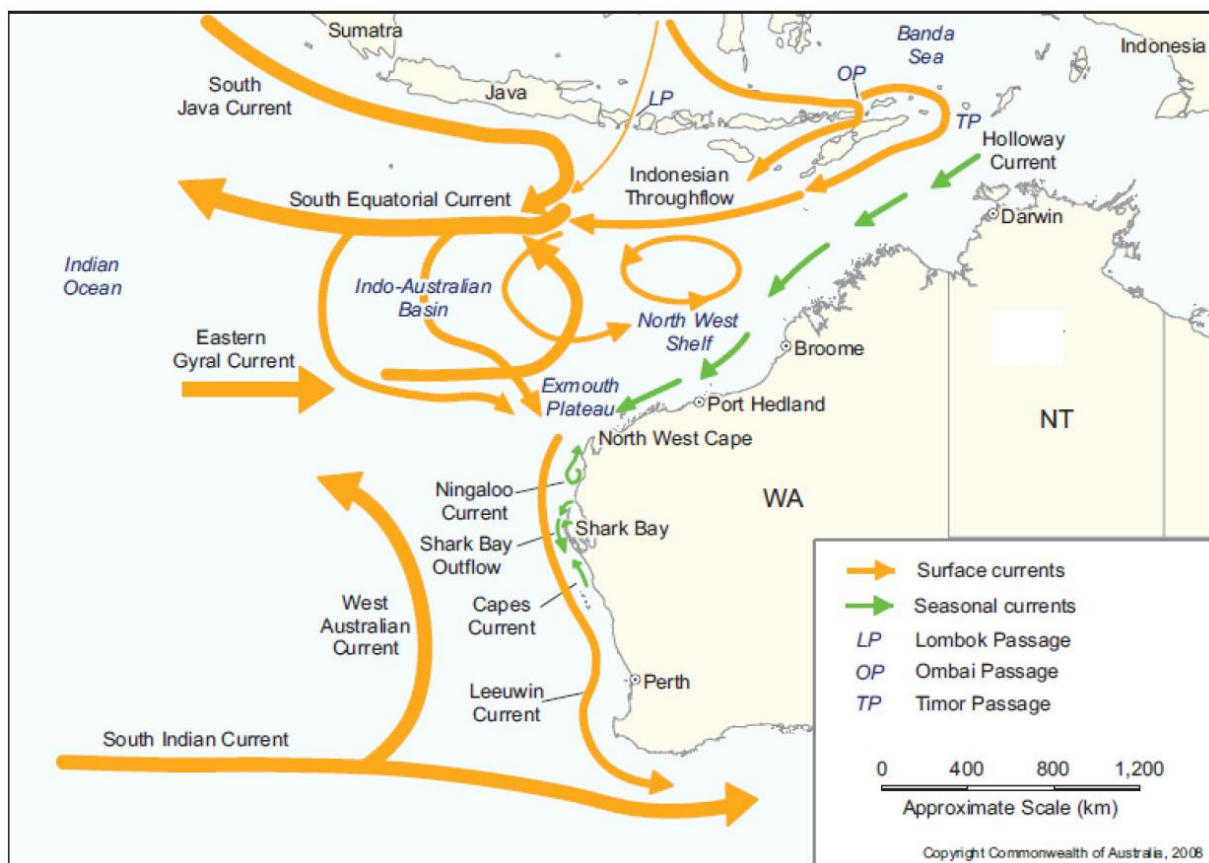 Sumatra
Banda
Sea
Indonesia
South
Java Current
Java
LP
OP
TP
Holloway
Current
Indonesian
Throughflow
South Equatorial Current
Darwin
Indian
Ocean
Indo-Australian
Basin
North West
Shelf
Eastern
Gyral Current
Broome
Exmouth
Plateau
Port Hedland
NT
North West Cape
Ningaloo
Current
WA
Shark Bay
Shark Bay
Outflow
West
Australian
Current
Capes
Current
Leeuwin
Current
Perth
South Indian Current
Surface currents
Seasonal currents
LP Lombok Passage
OP Ombai Passage
TP Timor Passage
0 400 800 1,200
Approximate Scale (km)
Copyright Commonwealth of Australia, 2008